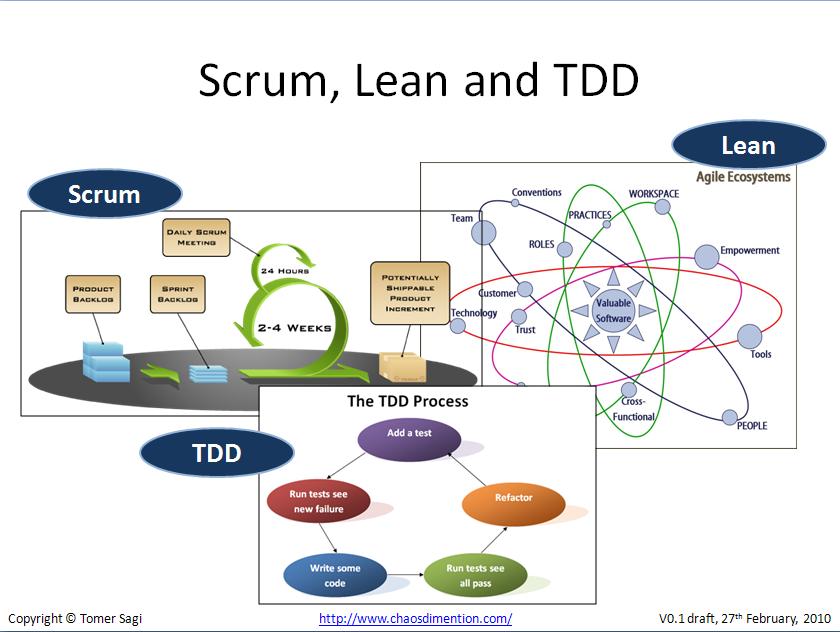 Scrum, Lean and TDD
Lean
Agile Ecosystems
Scrum
DAILY SCRUM
MEETING
24 HOURS
PRODUCT
BACKLOG
SPRINT
BACKLOG
2-4 WEEKS
POTENTIALLY
SHIPPABLE
PRODUCT
INCREMENT
Conventions
WORKSPACE
Team
PRACTICES
ROLES
Empowerment
Customer
Valuable
Software
Technology
Trust
Tools
Cross-
Functional
PEOPLE
TDD
The TDD Process
Add a test
Run tests see
new failure
Refactor
Write some
code
Run tests see
all pass
Copyright © Tomer Sagi
http://www.chaosdimention.com/
V0.1 draft, 27th February, 2010